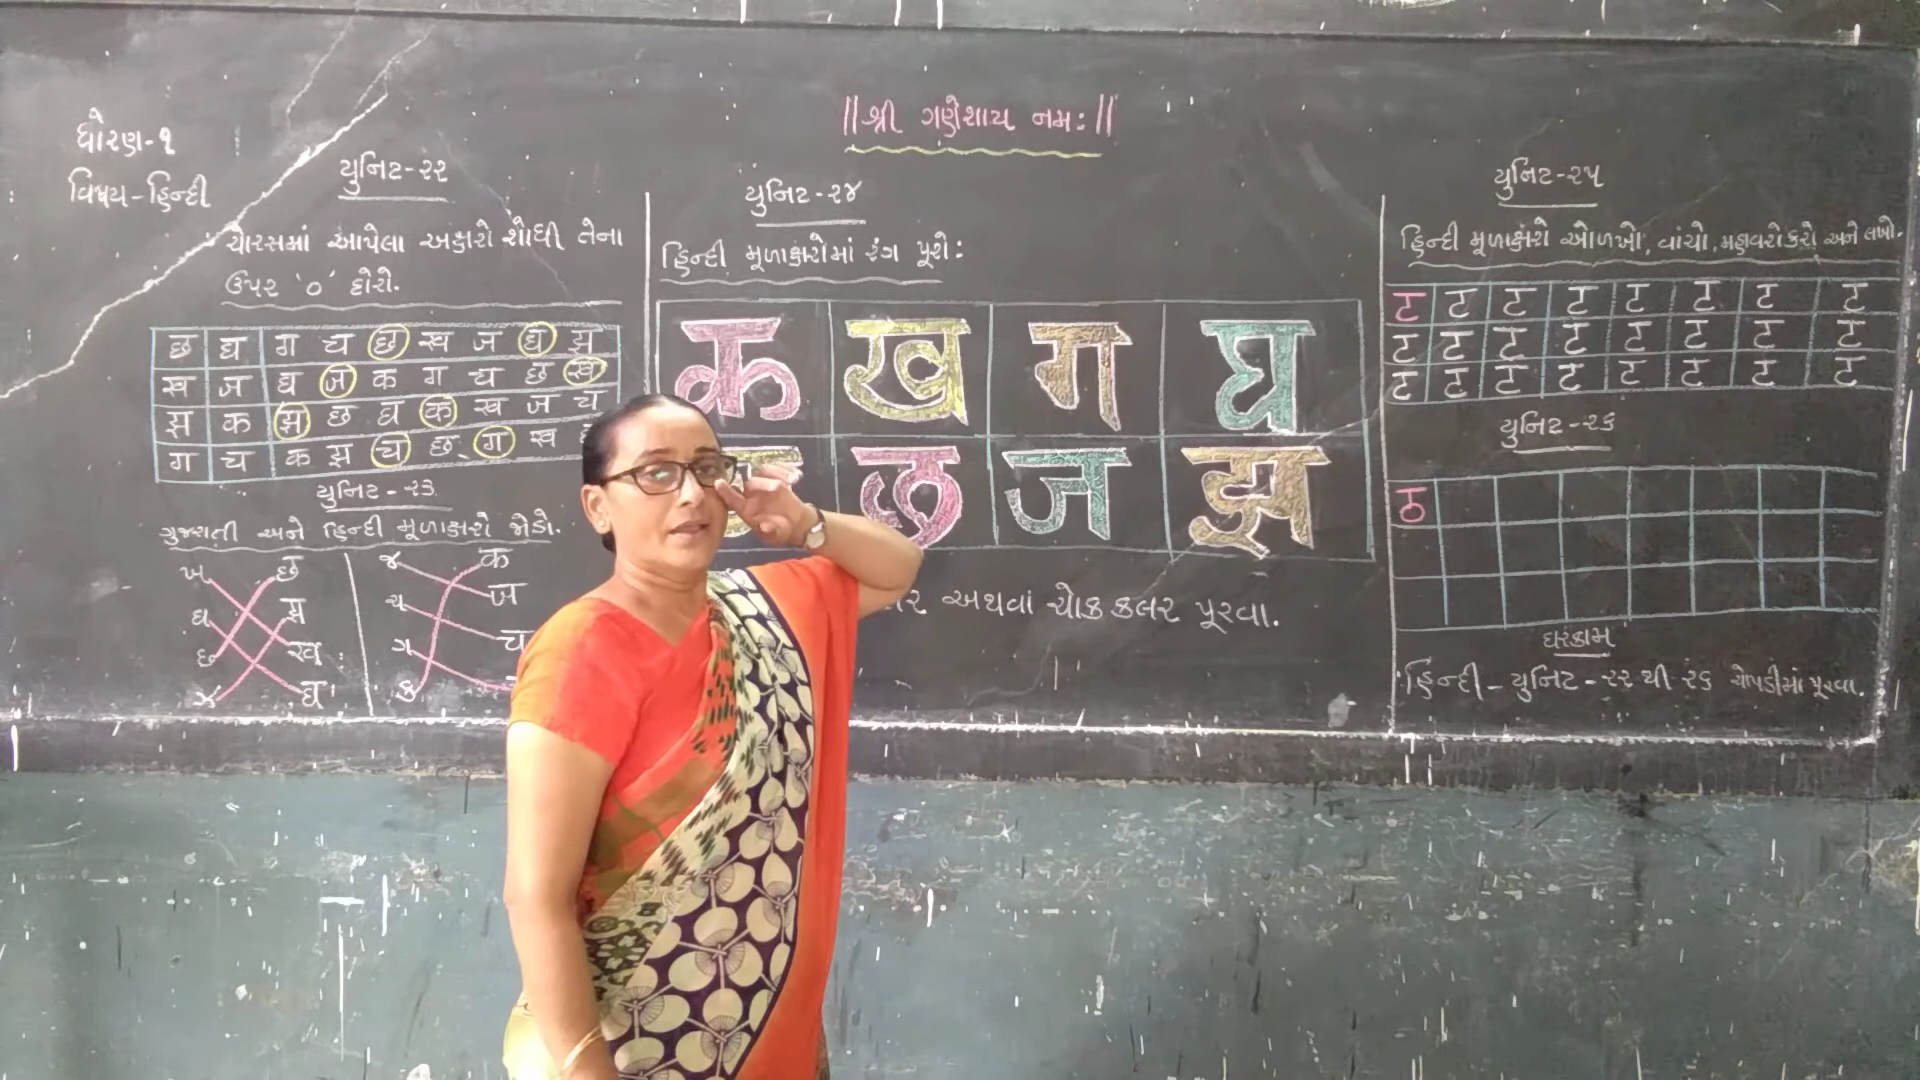 ॥ શ્રી ગણેશાય નમઃ ॥
ધોરણ-૧
વિષય-હિન્દી
યુનિટ-૨૨
ચોરસમાં આપેલા અક્ષરો શોધી તેના
ઉપર '૦' દોરો.
छ घ ग च छ ख ज घ झ
ख ज घ ज क ग च छ ख
झ क झ छ घ क ख ज च
ग च क झ च छ ग ख
યુનિટ-૨૩
ગુજરાતી અને હિન્દી મૂળાક્ષરો જોડો.
ખ छ જ क
ઘ झ ચ ज
છ ख ગ च
ઝ घ ક
યુનિટ-૨૪
હિન્દી મૂળાક્ષરોમાં રંગ પૂરો:
क ख ग घ
छ ज झ
અથવા ચોક કલર પૂરવા.
યુનિટ-૨૫
હિન્દી મૂળાક્ષરો ઓળખો, વાંચો, મહાવરો કરો અને લખો.
ट ट ट ट ट ट ट ट
ट ट ट ट ट ट ट ट
ट ट ट ट ट ट ट ट
યુનિટ-૨૬
ठ
ઘરકામ
હિન્દી - યુનિટ - ૨૨ થી ૨૬ ચોપડીમાં પૂરવા.